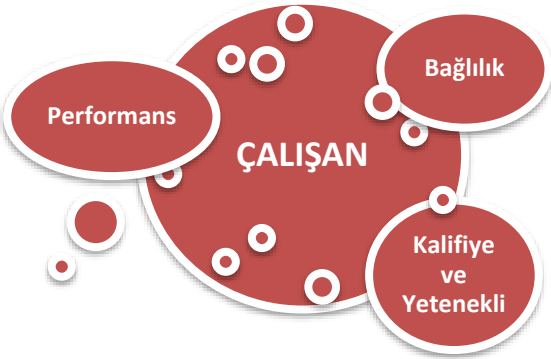 Bağlılık
Performans
ÇALIŞAN
Kalifiye
ve
Yetenekli